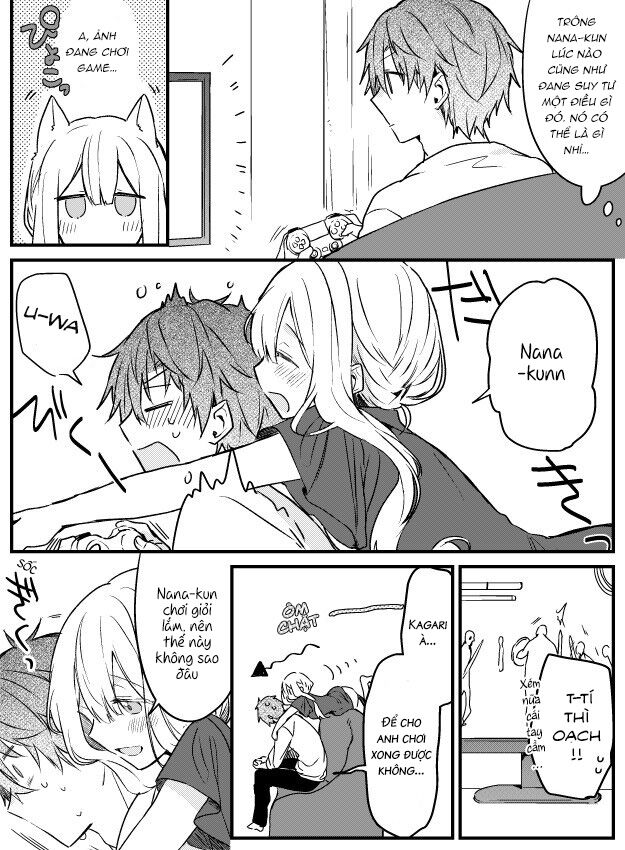 TRÔNG
NANA-KUN
LÚC NÀO
CŨNG NHƯ
ĐANG SUY TƯ
MỘT ĐIỀU GÌ
ĐÓ. NÓ CÓ
THỂ LÀ GÌ
NHỈ...
A, ẢNH
ĐANG CHƠI
GAME...
Nana
-kunn
U-WA
T-TÍ
THÌ
OẠCH
!!
Xém
nữa
cái
tay
cầm...
KAGARI
À...
ĐỂ CHO
ANH CHƠI
XONG ĐƯỢC
KHÔNG...
ÔM
CHẶT
Nana-kun
chơi giỏi
lắm, nên
thế này
không sao
đâu
SỐC